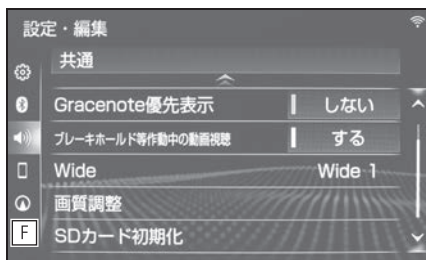 設定・編集
共通
Gracenote優先表示 しない
ブレーキホールド等作動中の動画視聴 する
Wide Wide 1
画質調整
F
SDカード初期化